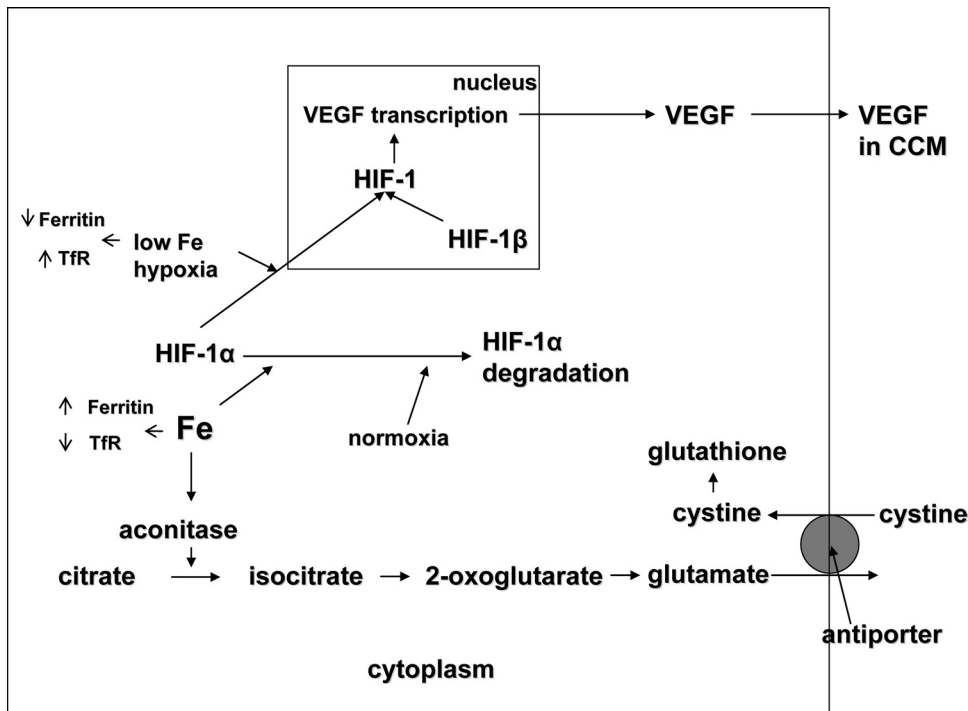 nucleus
VEGF transcription
VEGF
VEGF
in CCM
HIF-1
HIF-1β
↓ Ferritin
↑ TfR
low Fe
hypoxia
HIF-1α
HIF-1α
degradation
↑ Ferritin
↓ TfR
Fe
normoxia
glutathione
cystine
cystine
aconitase
citrate
isocitrate
2-oxoglutarate
glutamate
antiporter
cytoplasm